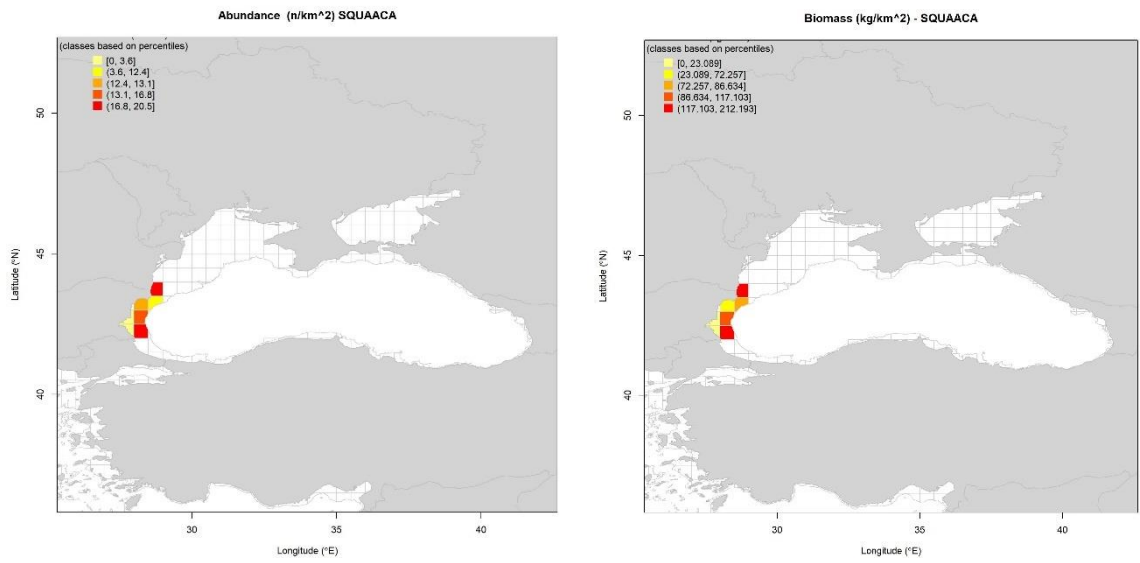 Abundance (n/km^2) SQUAACA
(classes based on percentiles)
[0, 3.6]
(3.6, 12.4]
(12.4, 13.1]
(13.1, 16.8]
(16.8, 20.5]
50
45
40
Latitude (°N)
30
35
40
Longitude (°E)
Biomass (kg/km^2) - SQUAACA
(classes based on percentiles)
[0, 23.089]
(23.089, 72.257]
(72.257, 86.634]
(86.634, 117.103]
(117.103, 212.193]
50
45
40
Latitude (°N)
30
35
40
Longitude (°E)